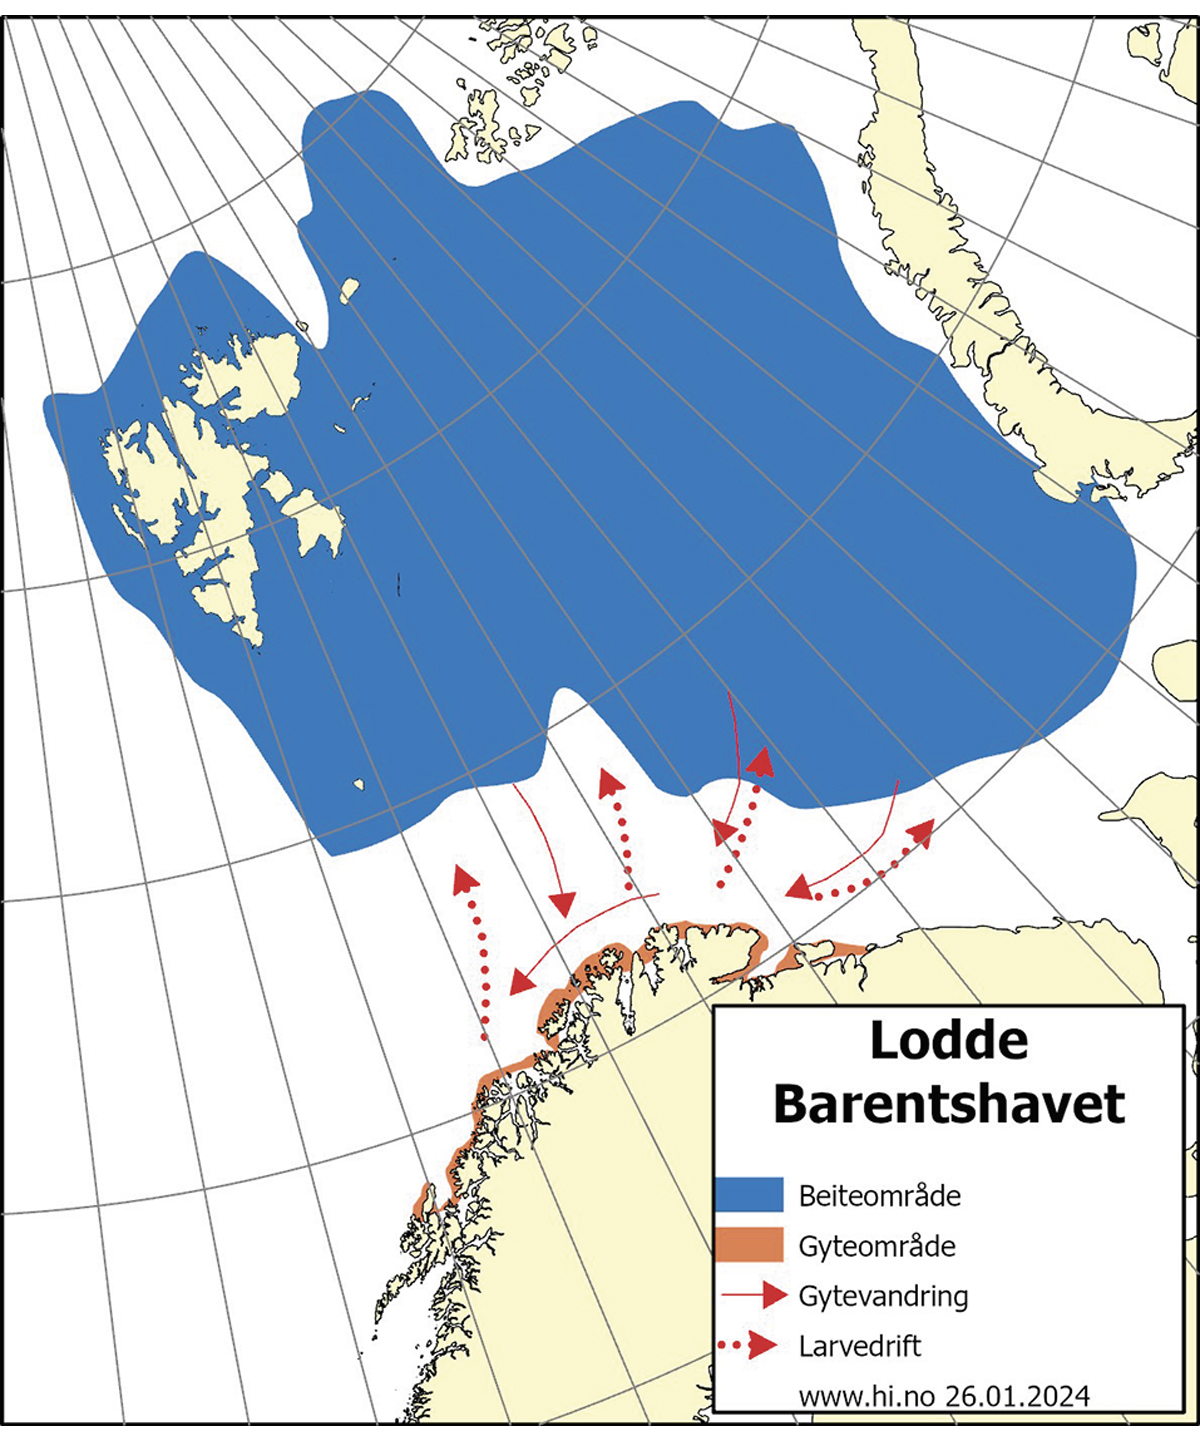 Lodde
Barentshavet
Beiteområde
Gyteområde
Gytevandring
Larvedrift
www.hi.no 26.01.2024